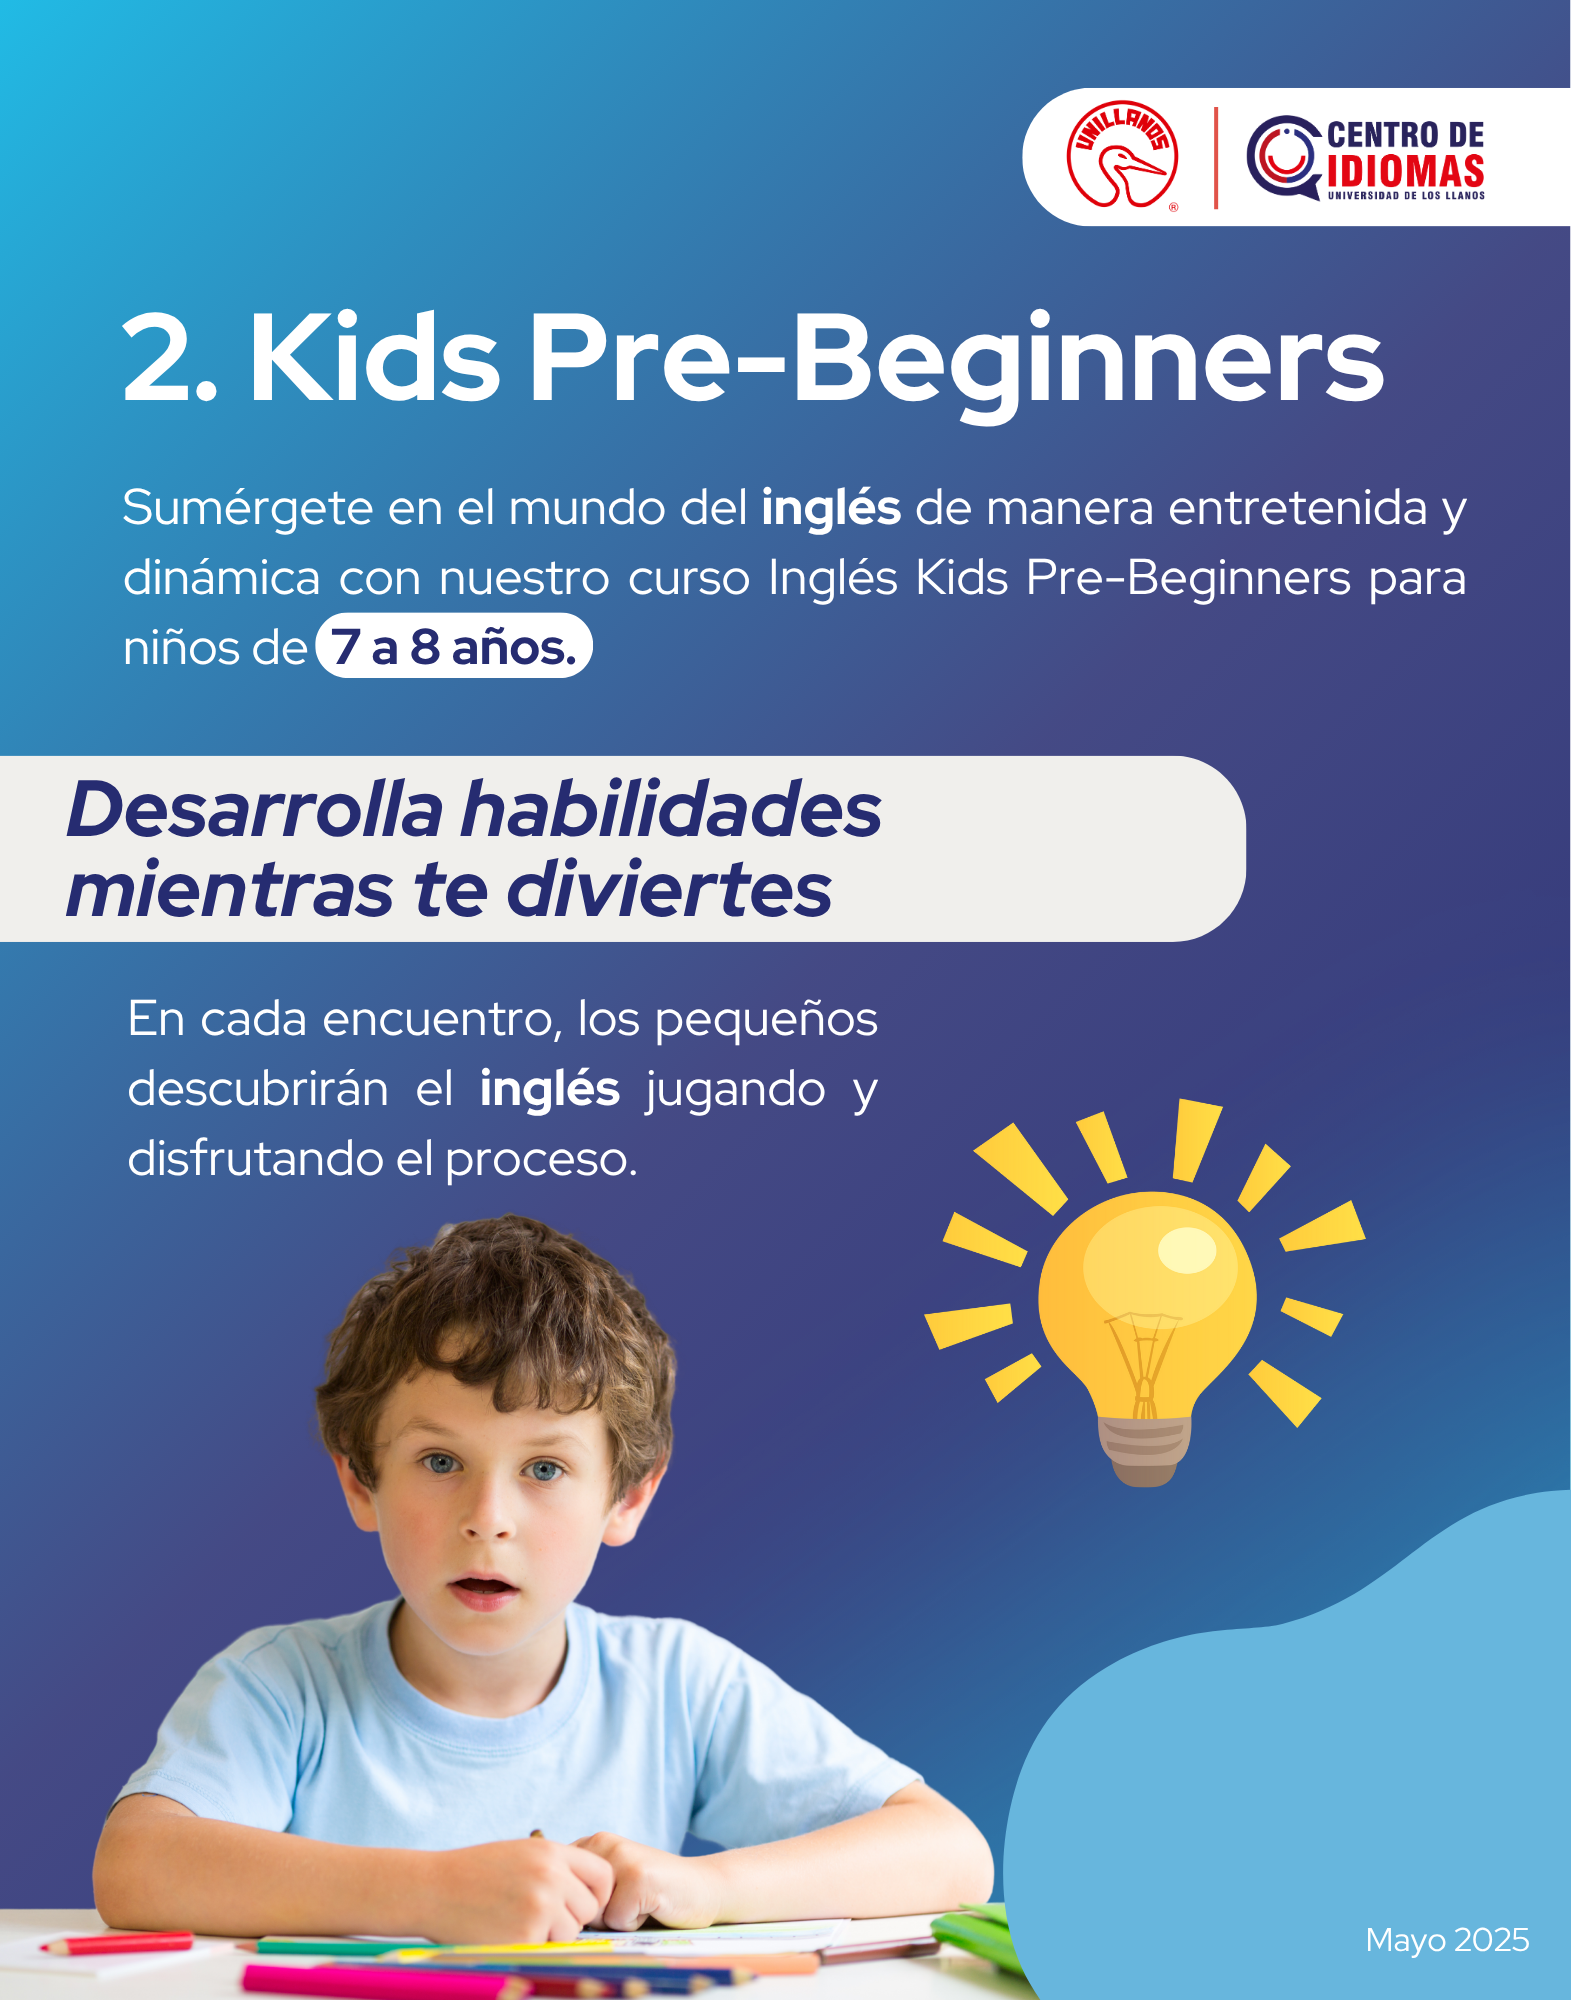 UNILLANOS
®
CENTRO DE
IDIOMAS
UNIVERSIDAD DE LOS LLANOS
2. Kids Pre-Beginners
Sumérgete en el mundo del inglés de manera entretenida y
dinámica con nuestro curso Inglés Kids Pre-Beginners para
niños de 7 a 8 años.
Desarrolla habilidades
mientras te diviertes
En cada encuentro, los pequeños
descubrirán el inglés jugando y
disfrutando el proceso.
Mayo 2025